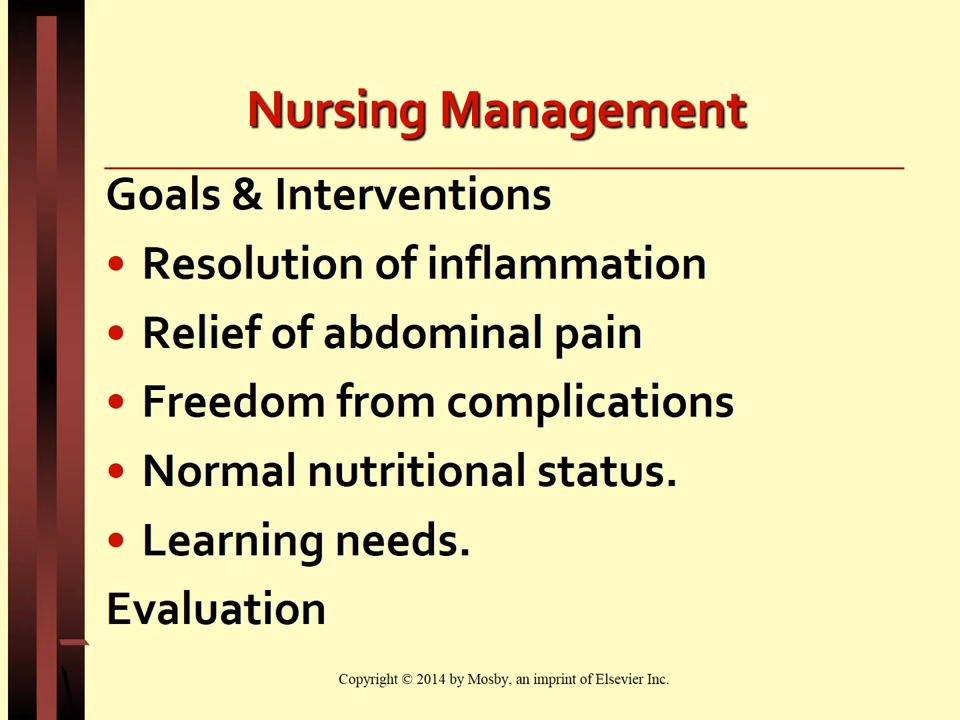 Nursing Management
Goals & Interventions
• Resolution of inflammation
• Relief of abdominal pain
• Freedom from complications
• Normal nutritional status.
• Learning needs.
Evaluation
Copyright © 2014 by Mosby, an imprint of Elsevier Inc.